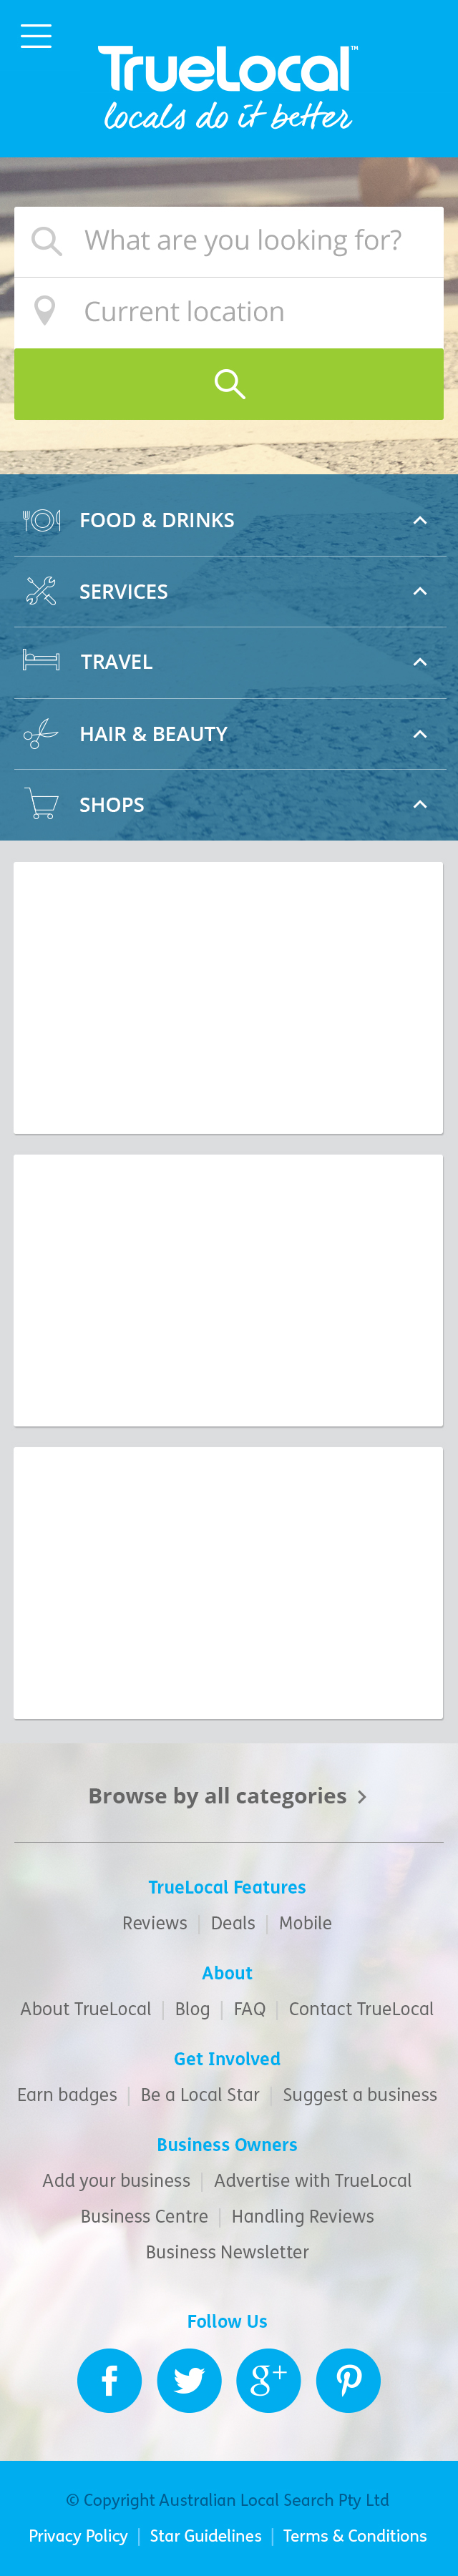 TrueLocal™
locals do it better
What are you looking for?
Current location
FOOD & DRINKS
SERVICES
TRAVEL
HAIR & BEAUTY
SHOPS
Browse by all categories
TrueLocal Features
Reviews | Deals | Mobile
About
About TrueLocal | Blog | FAQ | Contact TrueLocal
Get Involved
Earn badges | Be a Local Star | Suggest a business
Business Owners
Add your business | Advertise with TrueLocal
Business Centre | Handling Reviews
Business Newsletter
Follow Us
© Copyright Australian Local Search Pty Ltd
Privacy Policy | Star Guidelines | Terms & Conditions